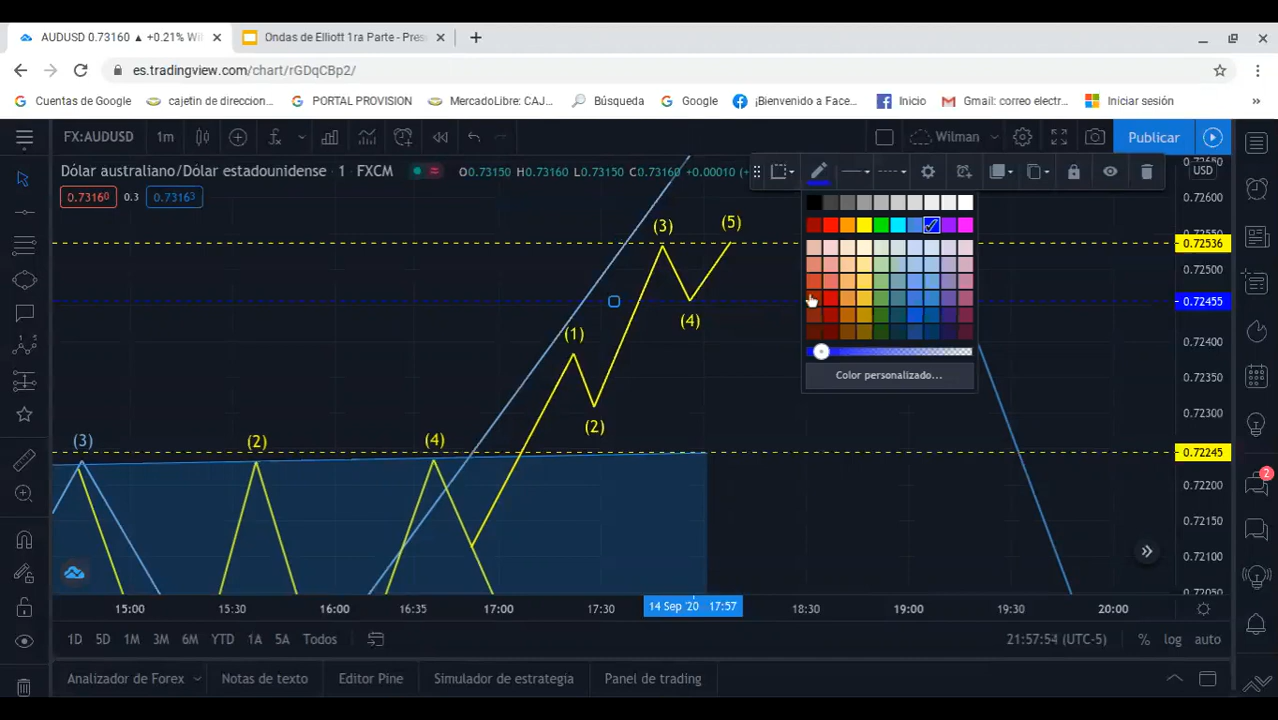 AUDUSD 0.73160 ▲ +0.21% Wil
Ondas de Elliott 1ra Parte - Pres
es.tradingview.com/chart/rGDqCBp2/
Cuentas de Google
cajetin de direccion...
PORTAL PROVISION
MercadoLibre: CAJ...
Búsqueda
Google
¡Bienvenido a Face...
Inicio
Gmail: correo electr...
Iniciar sesión
»
FX:AUDUSD
1m
Wilman
Publicar
Dólar australiano/Dólar estadounidense · 1 · FXCM
O0.73150 H0.73160 L0.73150 C0.73160 +0.00010 (+
0.73160
0.3
0.73163
USD
0.72600
(3)
(5)
0.72536
0.72500
0.72455
(4)
(1)
0.72400
0.72350
Color personalizado...
0.72300
(2)
(3)
(2)
(4)
0.72245
0.72200
0.72150
0.72100
0.72050
15:00
15:30
16:00
16:35
17:00
17:30
14 Sep '20 17:57
18:30
19:00
19:30
20:00
1D
5D
1M
3M
6M
YTD
1A
5A
Todos
21:57:54 (UTC-5)
%
log
auto
Analizador de Forex
Notas de texto
Editor Pine
Simulador de estrategia
Panel de trading
2